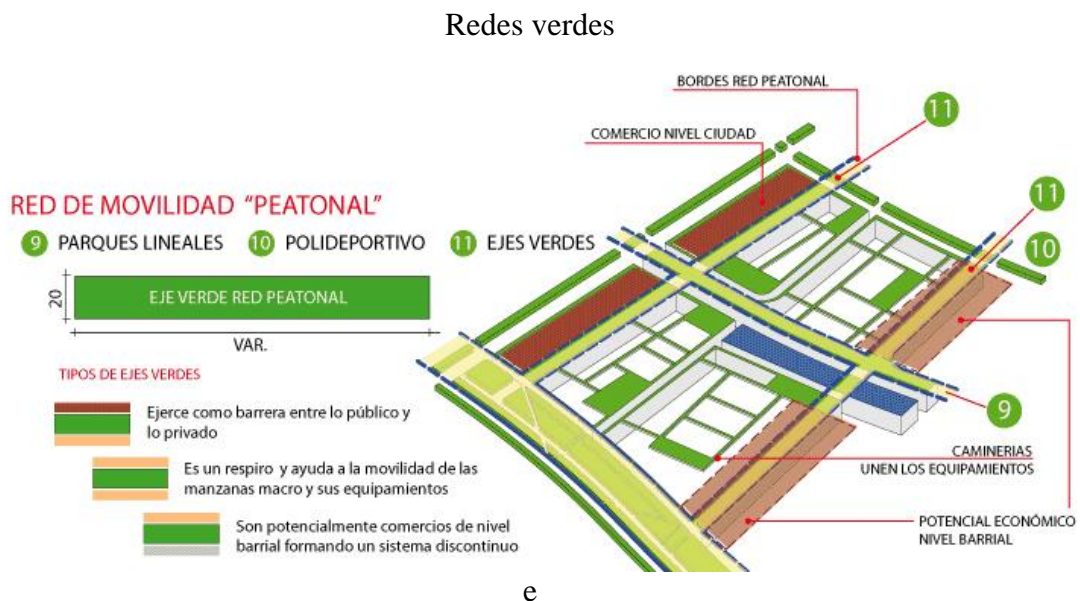 Redes verdes
BORDES RED PEATONAL
11
COMERCIO NIVEL CIUDAD
11
RED DE MOVILIDAD "PEATONAL"
9 PARQUES LINEALES 10 POLIDEPORTIVO 11 EJES VERDES
10
20
EJE VERDE RED PEATONAL
VAR.
TIPOS DE EJES VERDES
Ejerce como barrera entre lo público y
lo privado
9
Es un respiro y ayuda a la movilidad de las
manzanas macro y sus equipamientos
CAMINERIAS
UNEN LOS EQUIPAMIENTOS
Son potencialmente comercios de nivel
barrial formando un sistema discontinuo
POTENCIAL ECONÓMICO
NIVEL BARRIAL
e